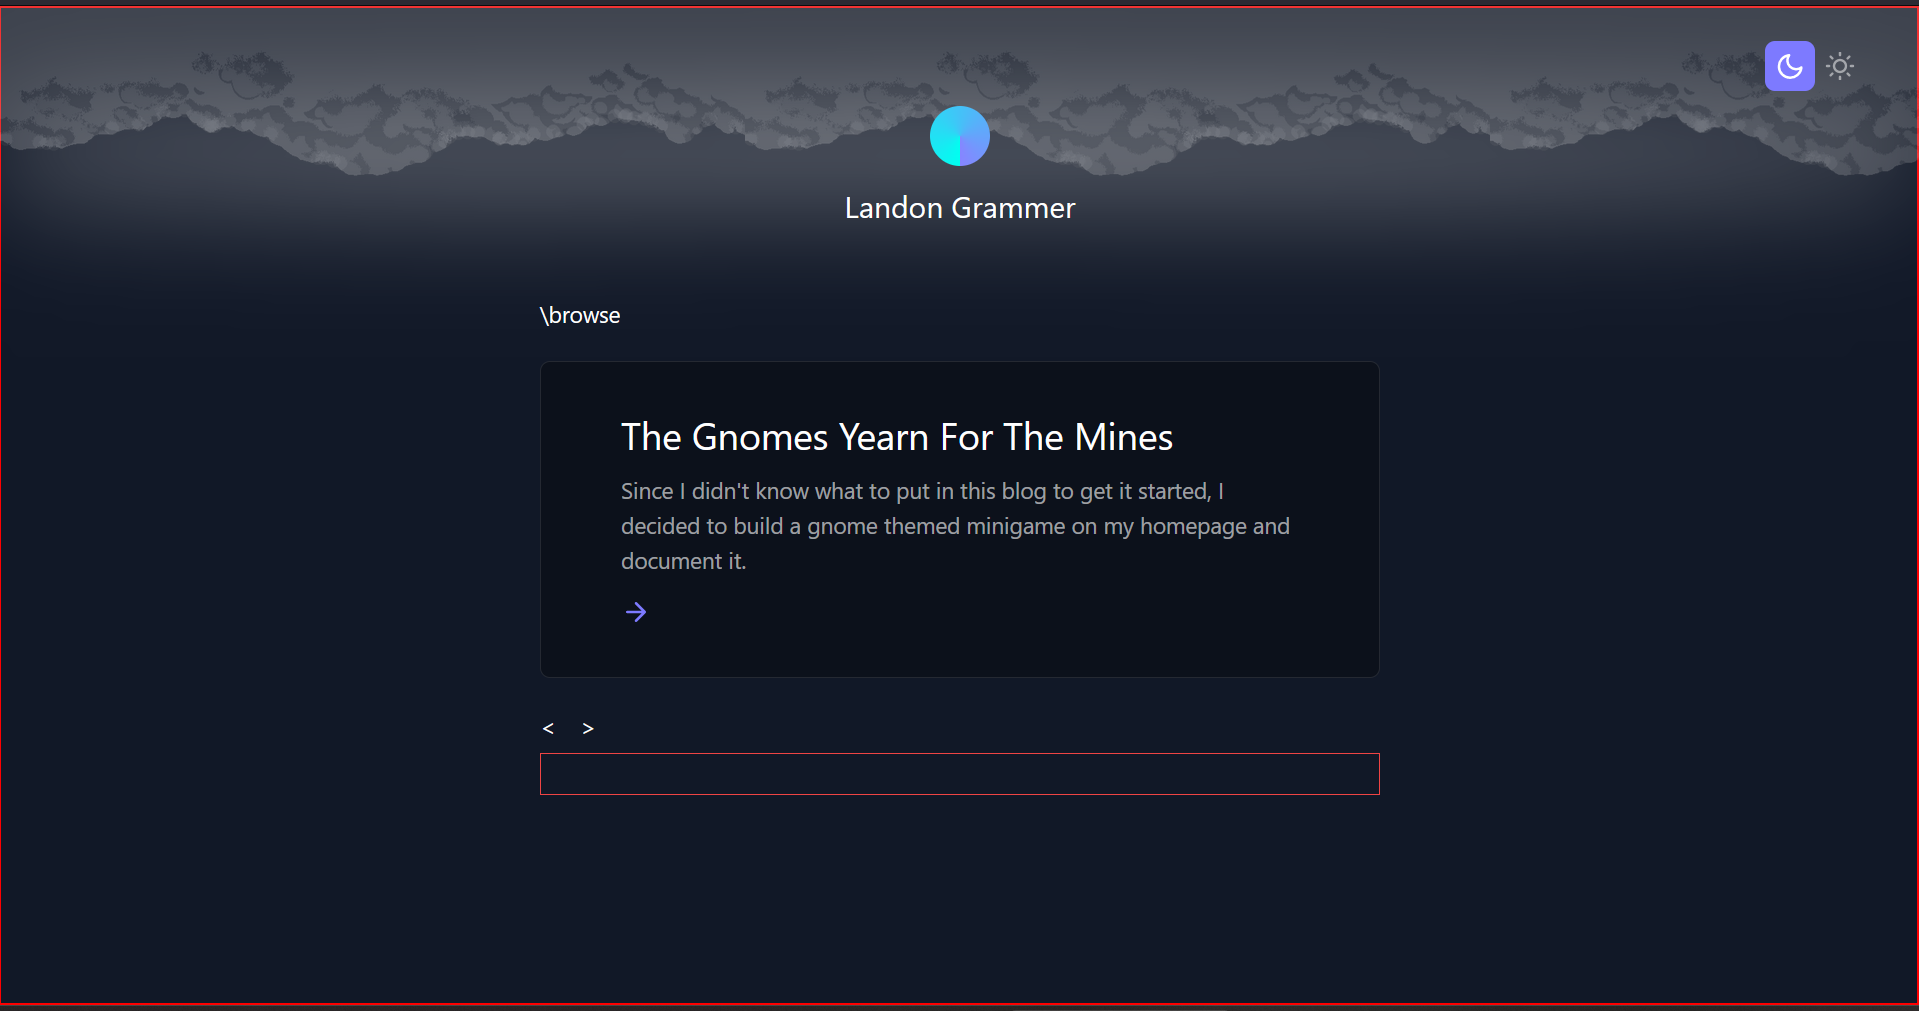 Landon Grammer
\browse
The Gnomes Yearn For The Mines
Since I didn't know what to put in this blog to get it started, I
decided to build a gnome themed minigame on my homepage and
document it.
< >